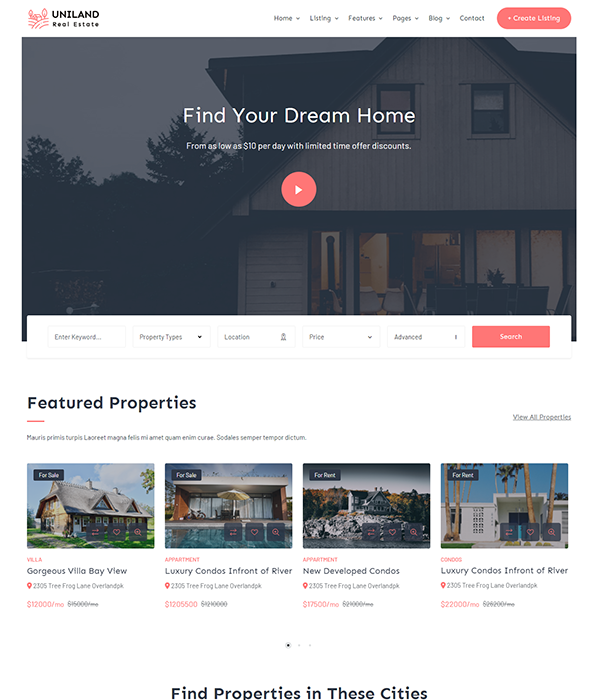 UNILAND
Real Estate
Home Listing Features Pages Blog Contact + Create Listing
Find Your Dream Home
From as low as $10 per day with limited time offer discounts.
Enter Keyword... Property Types Location Price Advanced Search
Featured Properties
View All Properties
Mauris primis turpis Laoreet magna felis mi amet quam enim curae. Sodales semper tempor dictum.
For Sale For Sale For Rent For Rent
VILLA APPARTMENT APPARTMENT CONDOS
Gorgeous Villa Bay View Luxury Condos Infront of River New Developed Condos Luxury Condos Infront of River
2305 Tree Frog Lane Overlandpk 2305 Tree Frog Lane Overlandpk 2305 Tree Frog Lane Overlandpk 2305 Tree Frog Lane Overlandpk
$12000/mo $15000/mo $1205500 $1210000 $17500/mo $21000/mo $22000/mo $28200/mo
Find Properties in These Cities